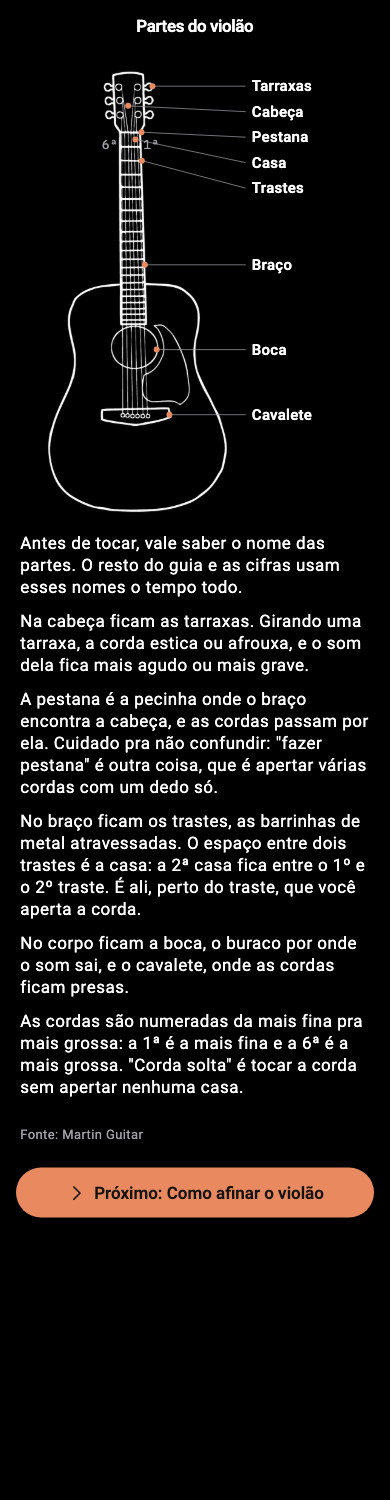 Partes do violão
Tarraxas
Cabeça
Pestana
6ª 1ª
Casa
Trastes
Braço
Boca
Cavalete
Antes de tocar, vale saber o nome das
partes. O resto do guia e as cifras usam
esses nomes o tempo todo.
Na cabeça ficam as tarraxas. Girando uma
tarraxa, a corda estica ou afrouxa, e o som
dela fica mais agudo ou mais grave.
A pestana é a pecinha onde o braço
encontra a cabeça, e as cordas passam por
ela. Cuidado pra não confundir: "fazer
pestana" é outra coisa, que é apertar várias
cordas com um dedo só.
No braço ficam os trastes, as barrinhas de
metal atravessadas. O espaço entre dois
trastes é a casa: a 2ª casa fica entre o 1º e
o 2º traste. É ali, perto do traste, que você
aperta a corda.
No corpo ficam a boca, o buraco por onde
o som sai, e o cavalete, onde as cordas
ficam presas.
As cordas são numeradas da mais fina pra
mais grossa: a 1ª é a mais fina e a 6ª é a
mais grossa. "Corda solta" é tocar a corda
sem apertar nenhuma casa.
Fonte: Martin Guitar
Próximo: Como afinar o violão